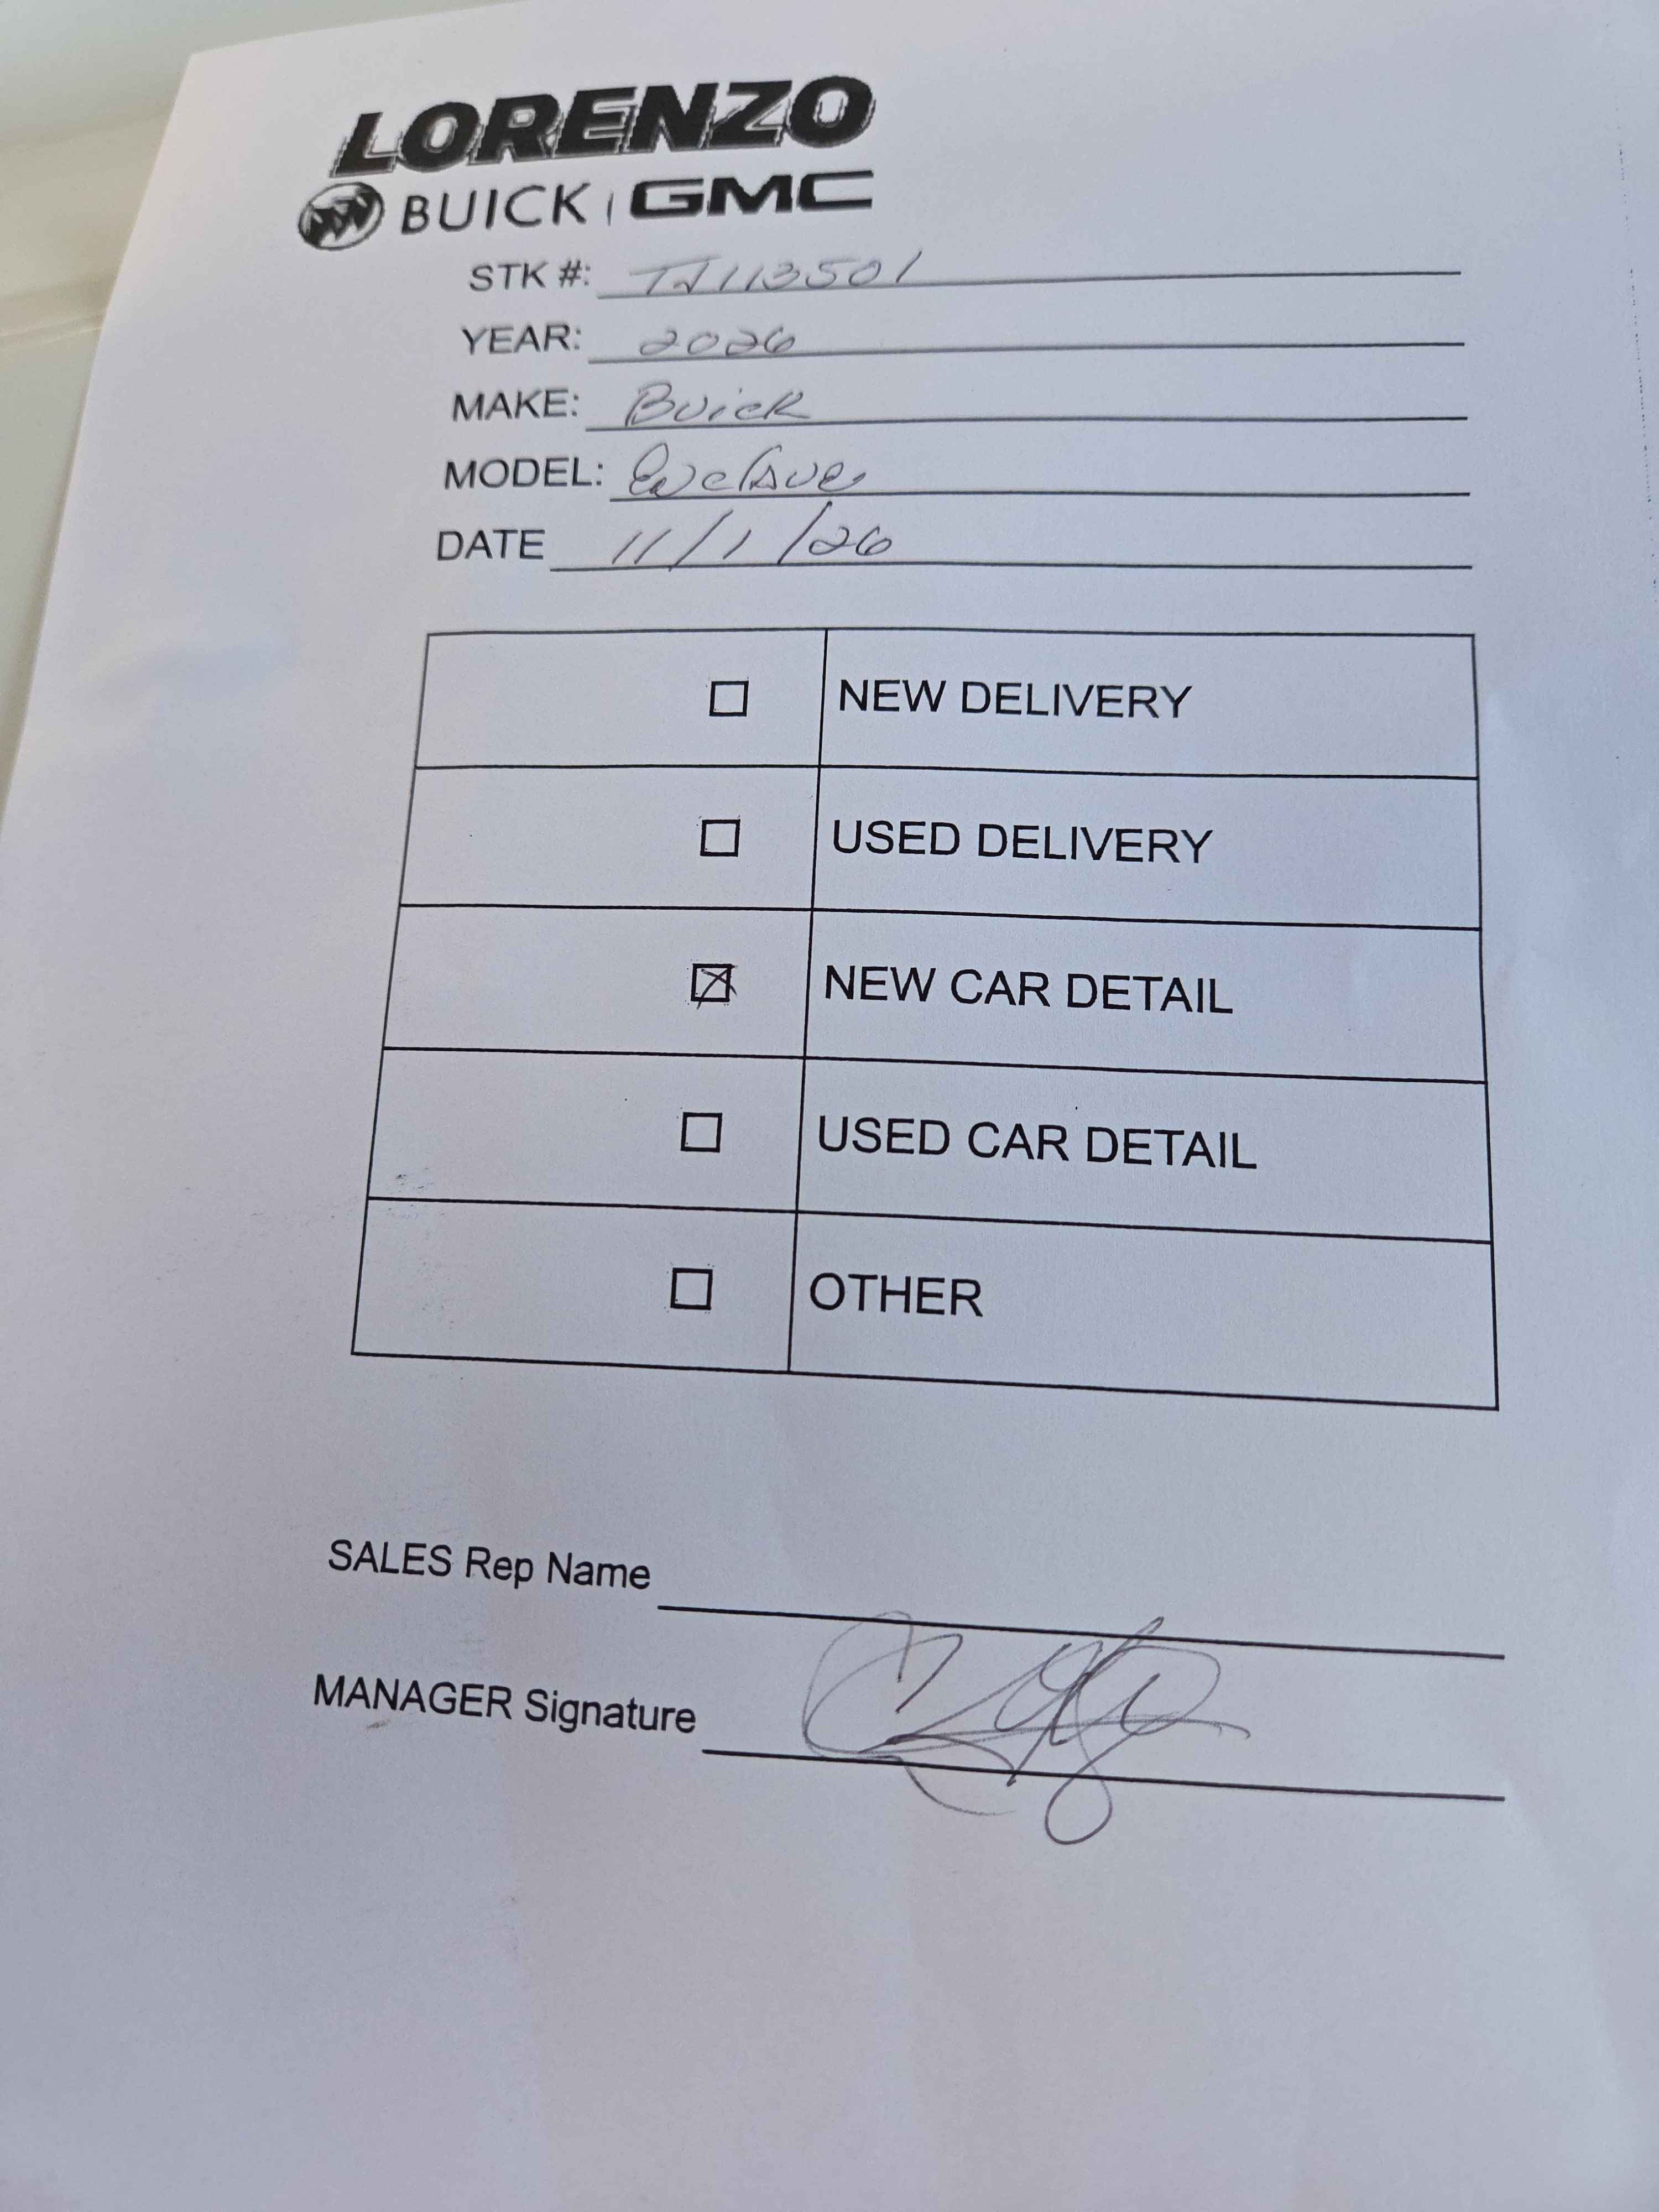 LORENZO
BUICK | GMC
STK #: TJ113501
YEAR: 2026
MAKE: Buick
MODEL: Enclave
DATE 11/1/26
☐ NEW DELIVERY
☐ USED DELIVERY
☒ NEW CAR DETAIL
☐ USED CAR DETAIL
☐ OTHER
SALES Rep Name
MANAGER Signature